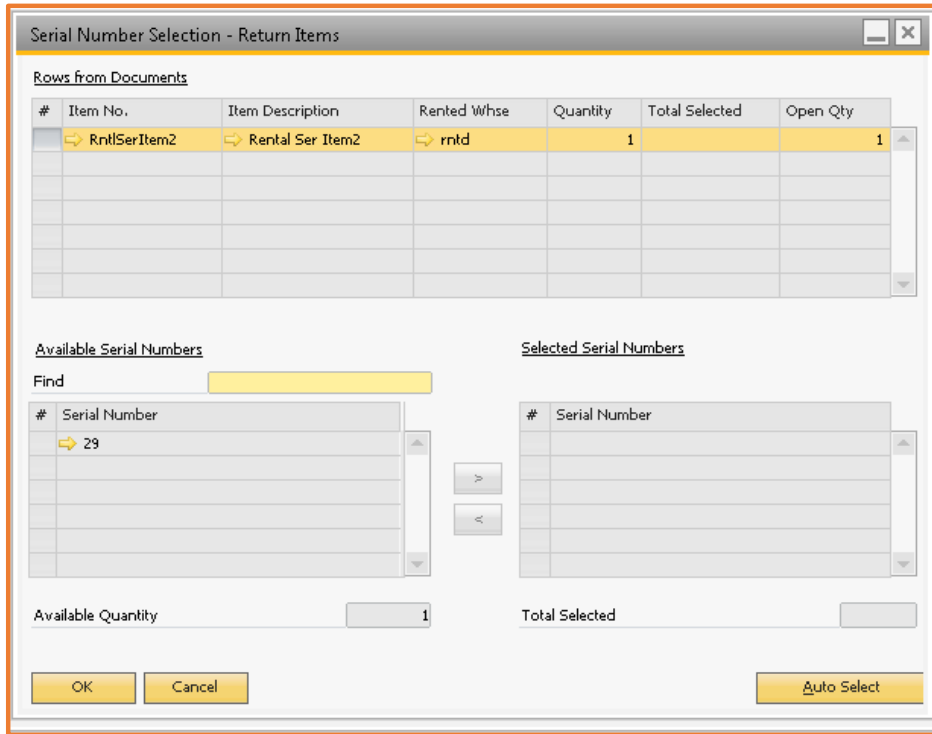 Serial Number Selection - Return Items
Rows from Documents
# Item No. Item Description Rented Whse Quantity Total Selected Open Qty
RntlSerItem2 Rental Ser Item2 rntd 1 1
Available Serial Numbers Selected Serial Numbers
Find
# Serial Number # Serial Number
29
>
<
Available Quantity 1 Total Selected
OK Cancel Auto Select